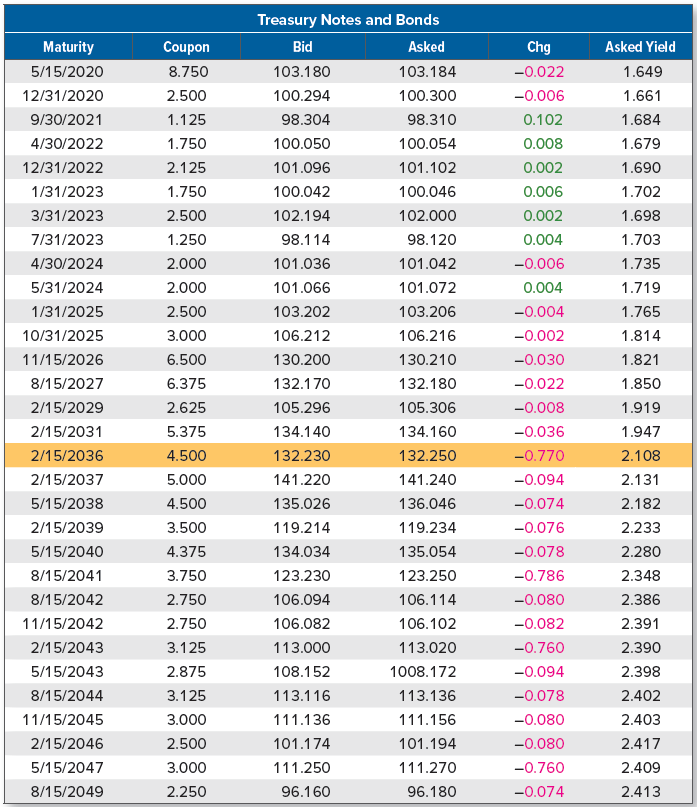 Treasury Notes and Bonds
Maturity Coupon Bid Asked Chg Asked Yield
5/15/2020 8.750 103.180 103.184 −0.022 1.649
12/31/2020 2.500 100.294 100.300 −0.006 1.661
9/30/2021 1.125 98.304 98.310 0.102 1.684
4/30/2022 1.750 100.050 100.054 0.008 1.679
12/31/2022 2.125 101.096 101.102 0.002 1.690
1/31/2023 1.750 100.042 100.046 0.006 1.702
3/31/2023 2.500 102.194 102.000 0.002 1.698
7/31/2023 1.250 98.114 98.120 0.004 1.703
4/30/2024 2.000 101.036 101.042 −0.006 1.735
5/31/2024 2.000 101.066 101.072 0.004 1.719
1/31/2025 2.500 103.202 103.206 −0.004 1.765
10/31/2025 3.000 106.212 106.216 −0.002 1.814
11/15/2026 6.500 130.200 130.210 −0.030 1.821
8/15/2027 6.375 132.170 132.180 −0.022 1.850
2/15/2029 2.625 105.296 105.306 −0.008 1.919
2/15/2031 5.375 134.140 134.160 −0.036 1.947
2/15/2036 4.500 132.230 132.250 −0.770 2.108
2/15/2037 5.000 141.220 141.240 −0.094 2.131
5/15/2038 4.500 135.026 136.046 −0.074 2.182
2/15/2039 3.500 119.214 119.234 −0.076 2.233
5/15/2040 4.375 134.034 135.054 −0.078 2.280
8/15/2041 3.750 123.230 123.250 −0.786 2.348
8/15/2042 2.750 106.094 106.114 −0.080 2.386
11/15/2042 2.750 106.082 106.102 −0.082 2.391
2/15/2043 3.125 113.000 113.020 −0.760 2.390
5/15/2043 2.875 108.152 1008.172 −0.094 2.398
8/15/2044 3.125 113.116 113.136 −0.078 2.402
11/15/2045 3.000 111.136 111.156 −0.080 2.403
2/15/2046 2.500 101.174 101.194 −0.080 2.417
5/15/2047 3.000 111.250 111.270 −0.760 2.409
8/15/2049 2.250 96.160 96.180 −0.074 2.413